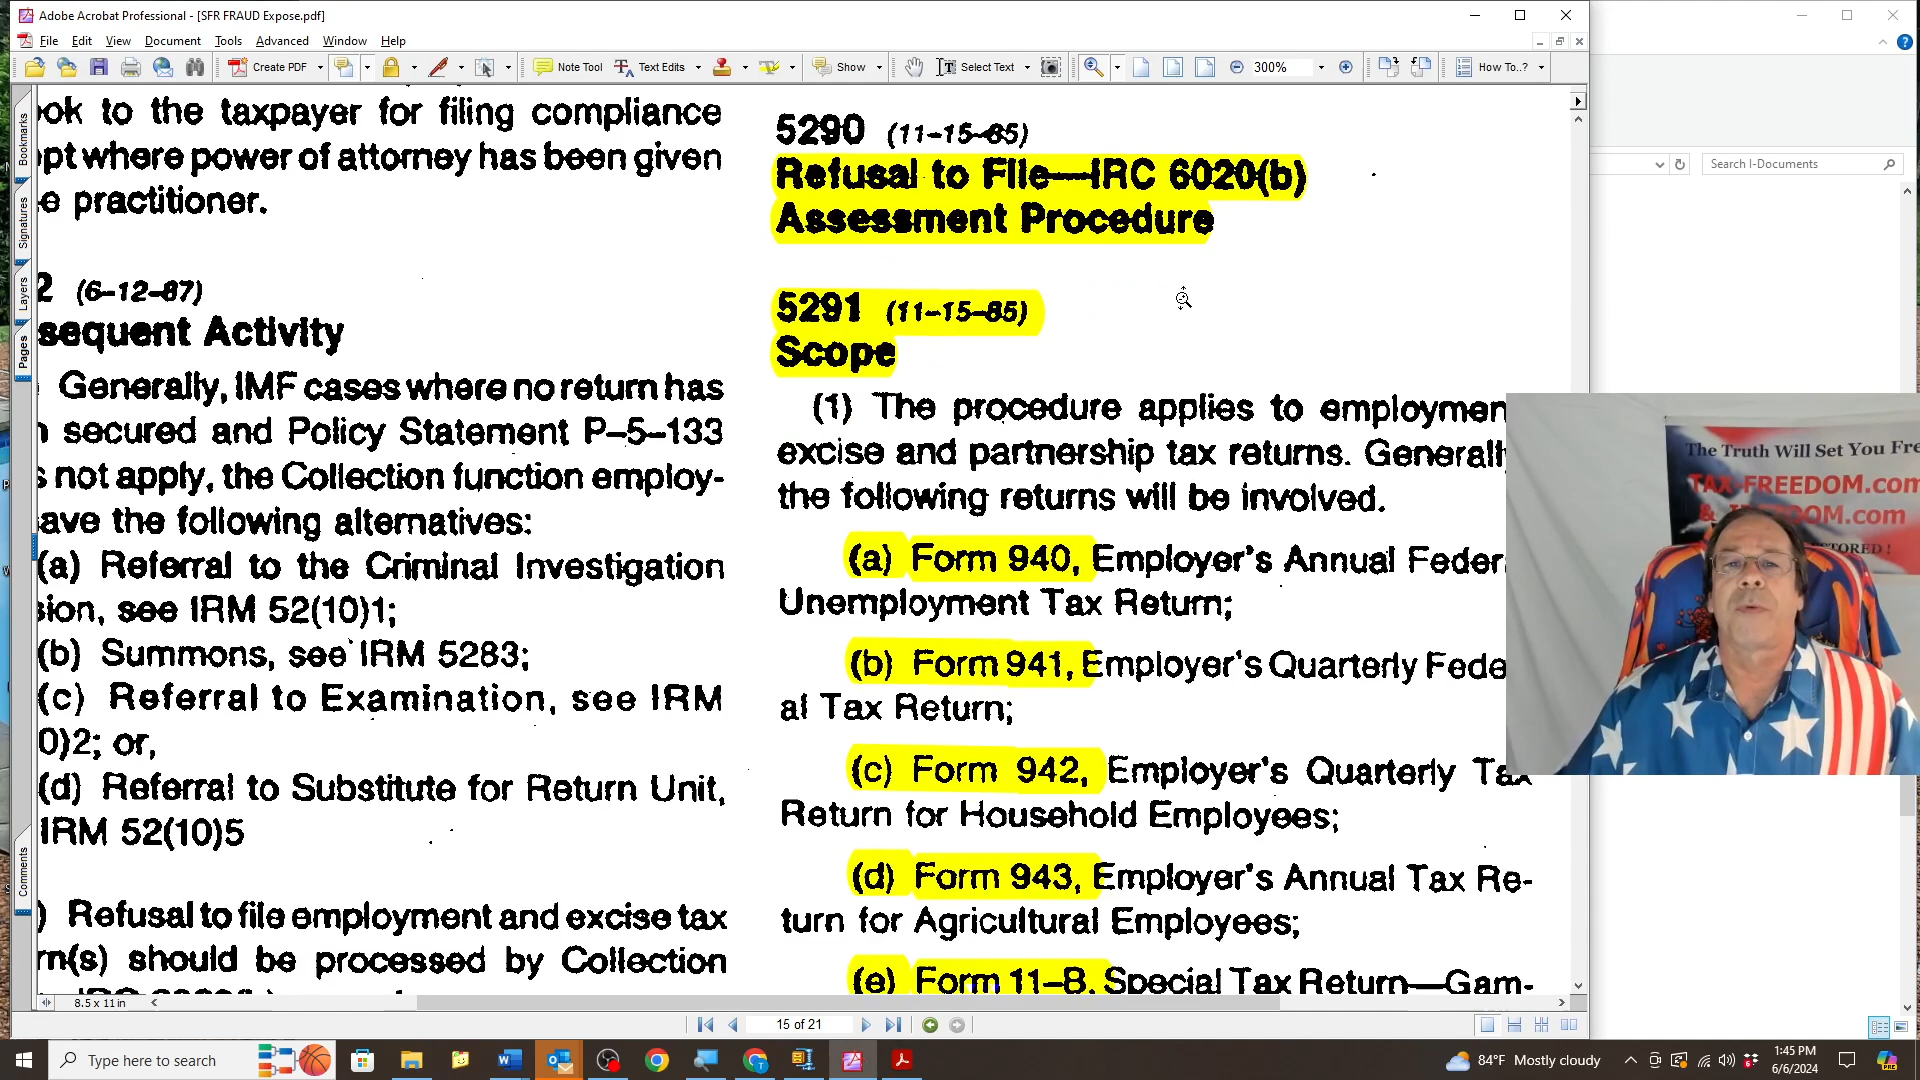 Adobe Acrobat Professional - [SFR FRAUD Expose.pdf]
File Edit View Document Tools Advanced Window Help
Create PDF Note Tool Text Edits Show Select Text 300% How To..?
Search I-Documents
Bookmarks
Signatures
Layers
Pages
Comments
ook to the taxpayer for filing compliance
pt where power of attorney has been given
e practitioner.
2 (6–12–87)
sequent Activity
Generally, IMF cases where no return has
n secured and Policy Statement P–5–133
s not apply, the Collection function employ-
ave the following alternatives:
(a) Referral to the Criminal Investigation
sion, see IRM 52(10)1;
(b) Summons, see IRM 5283;
(c) Referral to Examination, see IRM
0)2; or,
(d) Referral to Substitute for Return Unit,
IRM 52(10)5
) Refusal to file employment and excise tax
rn(s) should be processed by Collection
5290 (11–15–85)
Refusal to File—IRC 6020(b)
Assessment Procedure
5291 (11–15–85)
Scope
(1) The procedure applies to employmen
excise and partnership tax returns. Generall
the following returns will be involved.
(a) Form 940, Employer's Annual Feder
Unemployment Tax Return;
(b) Form 941, Employer's Quarterly Fede
al Tax Return;
(c) Form 942, Employer's Quarterly Tax
Return for Household Employees;
(d) Form 943, Employer's Annual Tax Re-
turn for Agricultural Employees;
(e) Form 11–B, Special Tax Return—Gam-
The Truth Will Set You Fre
TAX-FREEDOM.com
&
com
STORED !
8.5 x 11 in
15 of 21
Type here to search
84°F Mostly cloudy
1:45 PM
6/6/2024